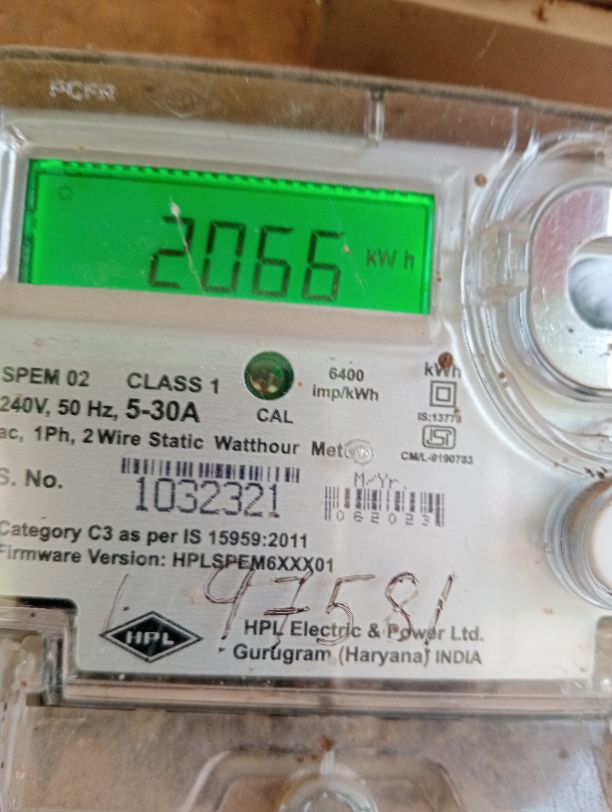 PCFR
2066 kWh
SPEM 02 CLASS 1
CAL
6400
imp/kWh
kWh
240V, 50 Hz, 5-30A
IS:13779
ac, 1Ph, 2 Wire Static Watthour Meter
CM/L-8190783
S. No. 1032321
M/Yr.
062023
Category C3 as per IS 15959:2011
Firmware Version: HPLSPEM6XXX01
97581
HPL
HPL Electric & Power Ltd.
Gurugram (Haryana) INDIA